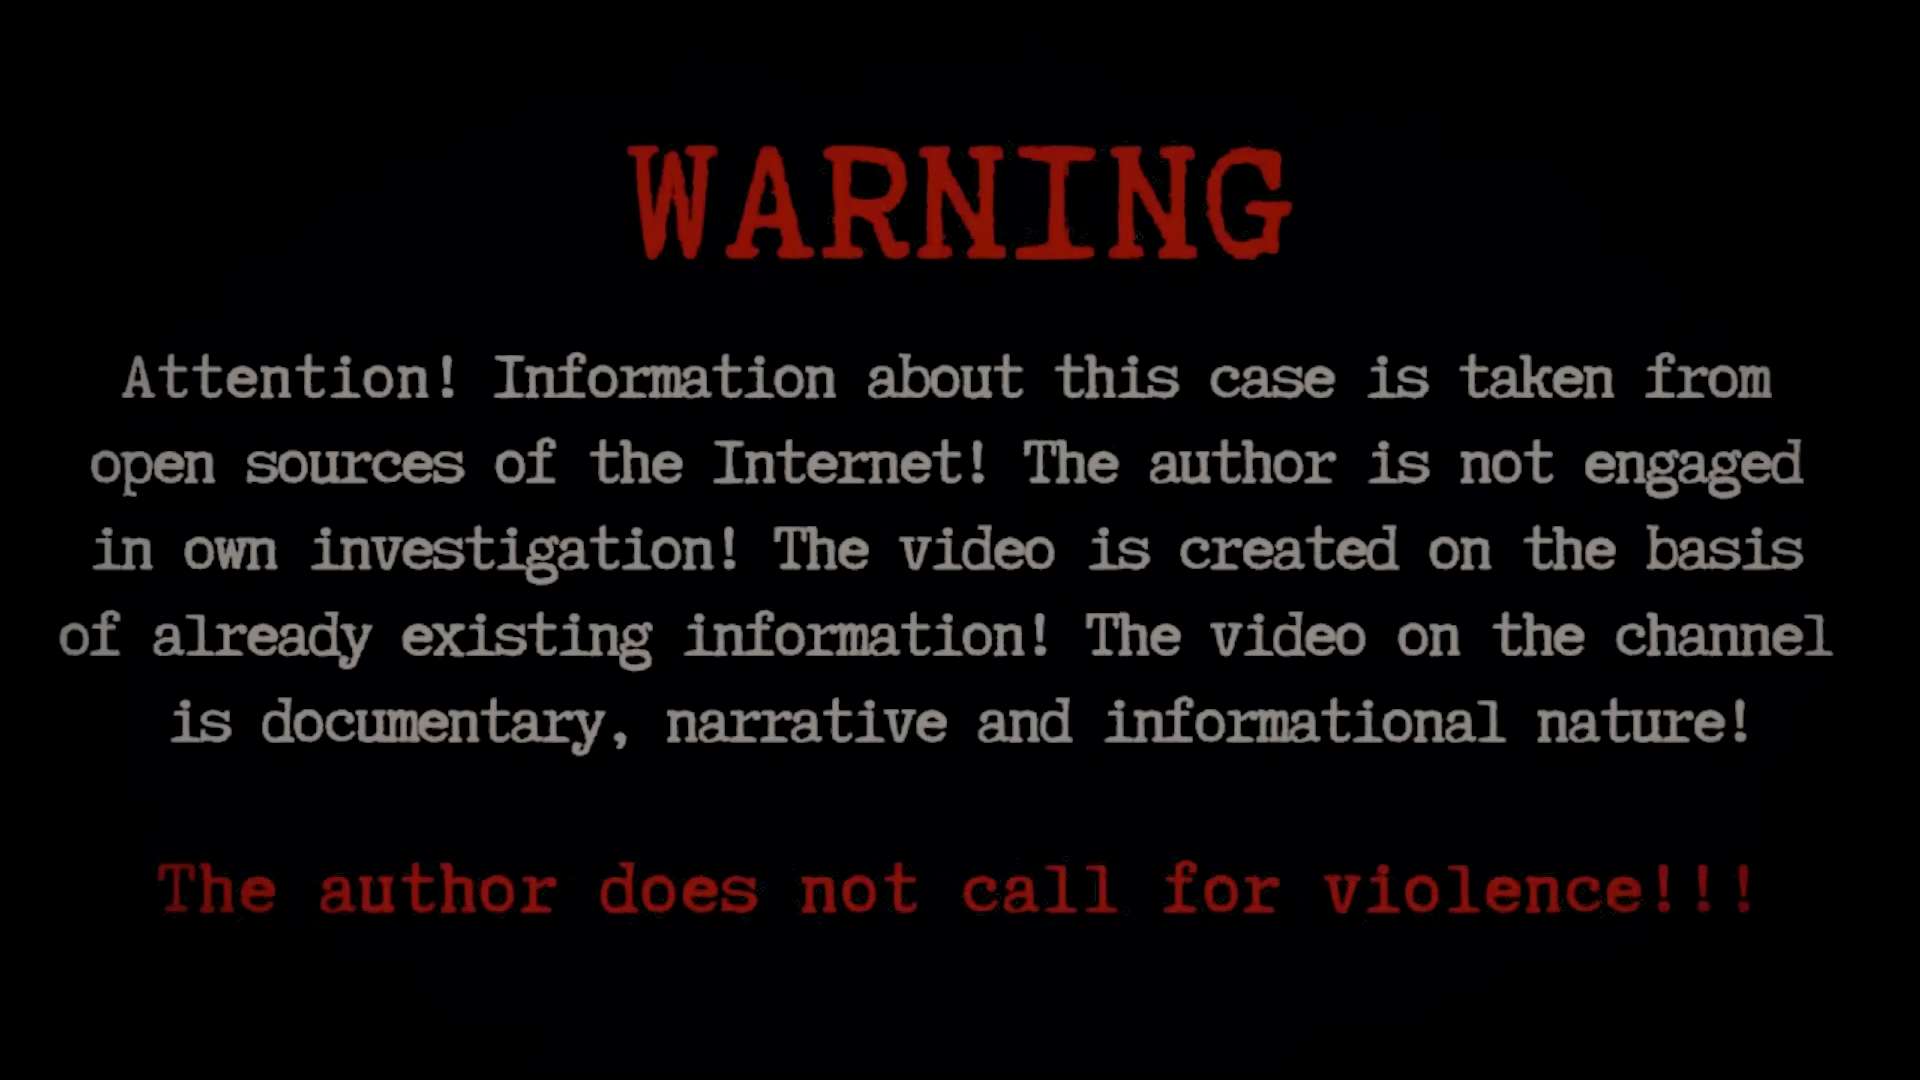 WARNING
Attention! Information about this case is taken from
open sources of the Internet! The author is not engaged
in own investigation! The video is created on the basis
of already existing information! The video on the channel
is documentary, narrative and informational nature!
The author does not call for violence!!!